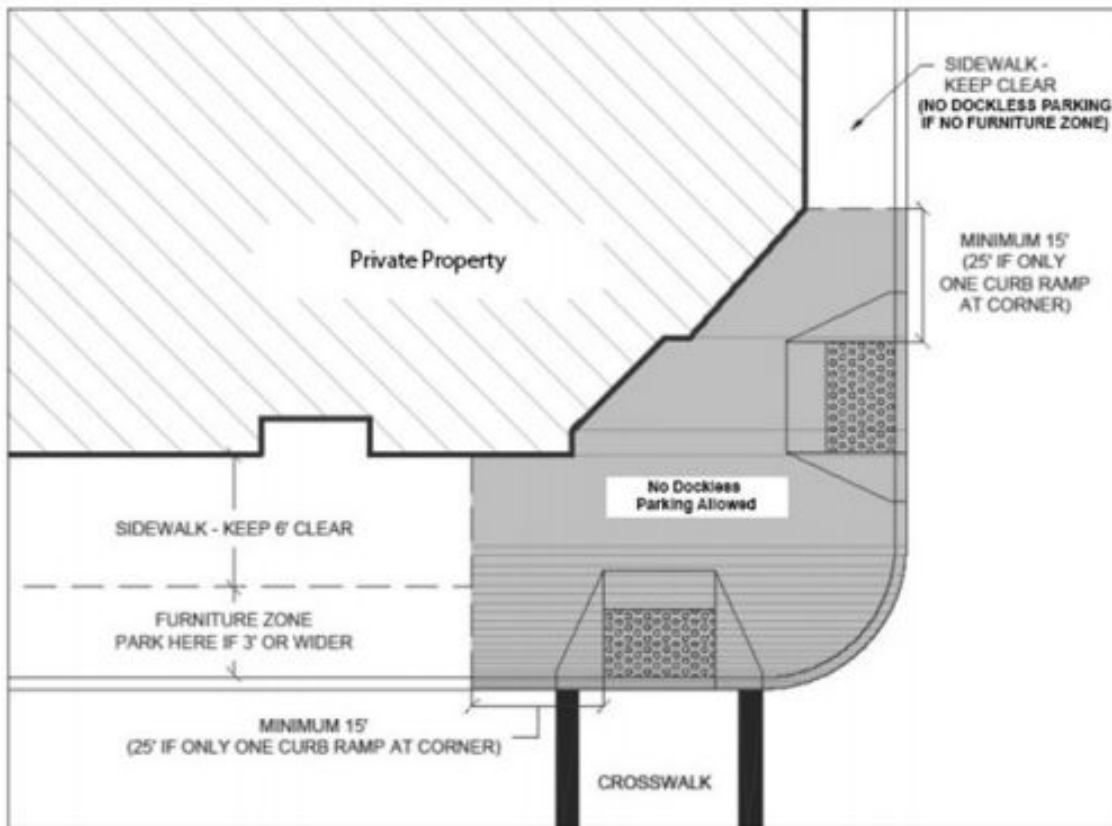 SIDEWALK -
KEEP CLEAR
(NO DOCKLESS PARKING
IF NO FURNITURE ZONE)
MINIMUM 15'
(25' IF ONLY
ONE CURB RAMP
AT CORNER)
Private Property
No Dockless
Parking Allowed
SIDEWALK - KEEP 6' CLEAR
FURNITURE ZONE
PARK HERE IF 3' OR WIDER
MINIMUM 15'
(25' IF ONLY ONE CURB RAMP AT CORNER)
CROSSWALK